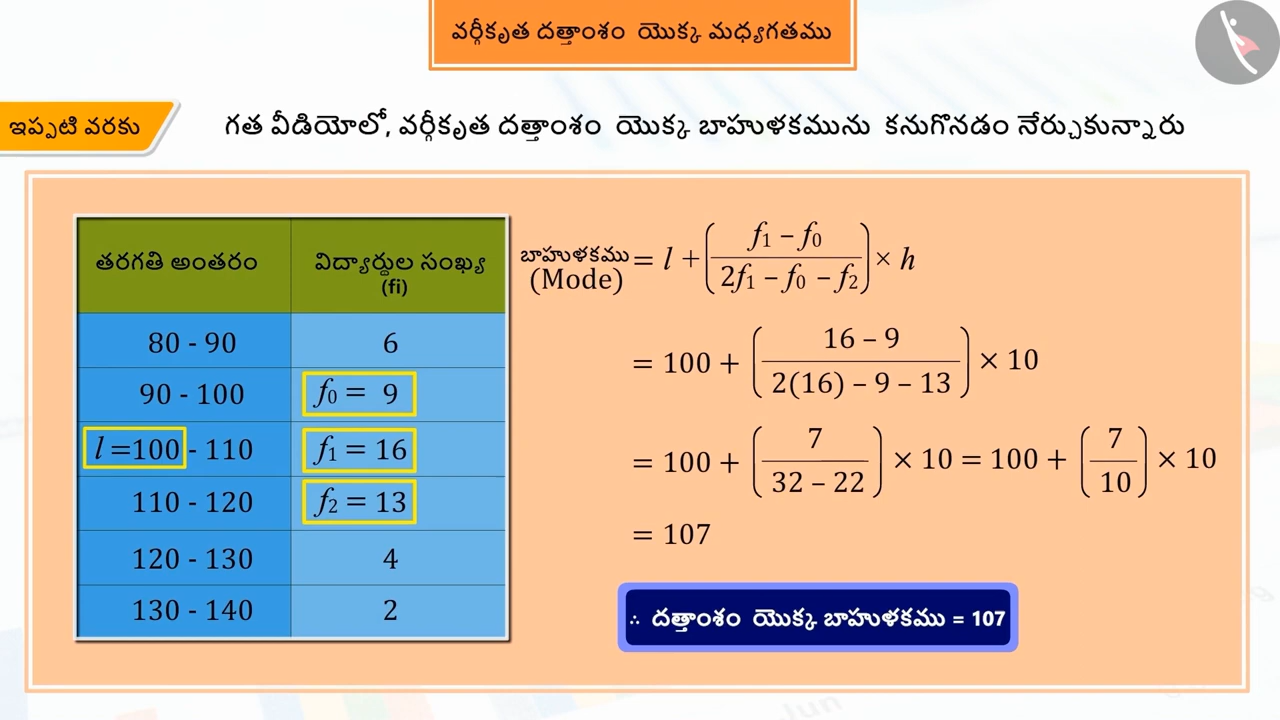 వర్గీకృత దత్తాంశం యొక్క మధ్యగతము
ఇప్పటి వరకు
గత వీడియోలో, వర్గీకృత దత్తాంశం యొక్క బాహుళకమును కనుగొనడం నేర్చుకున్నారు
తరగతి అంతరం విద్యార్థుల సంఖ్య (fi)
80 - 90 6
90 - 100 f₀ = 9
l =100 - 110 f₁ = 16
110 - 120 f₂ = 13
120 - 130 4
130 - 140 2
బాహుళకము (Mode) = l + ((f₁ – f₀)/(2f₁ – f₀ – f₂)) × h
= 100 + ((16 – 9)/(2(16) – 9 – 13)) × 10
= 100 + (7/(32 – 22)) × 10 = 100 + (7/10) × 10
= 107
∴ దత్తాంశం యొక్క బాహుళకము = 107